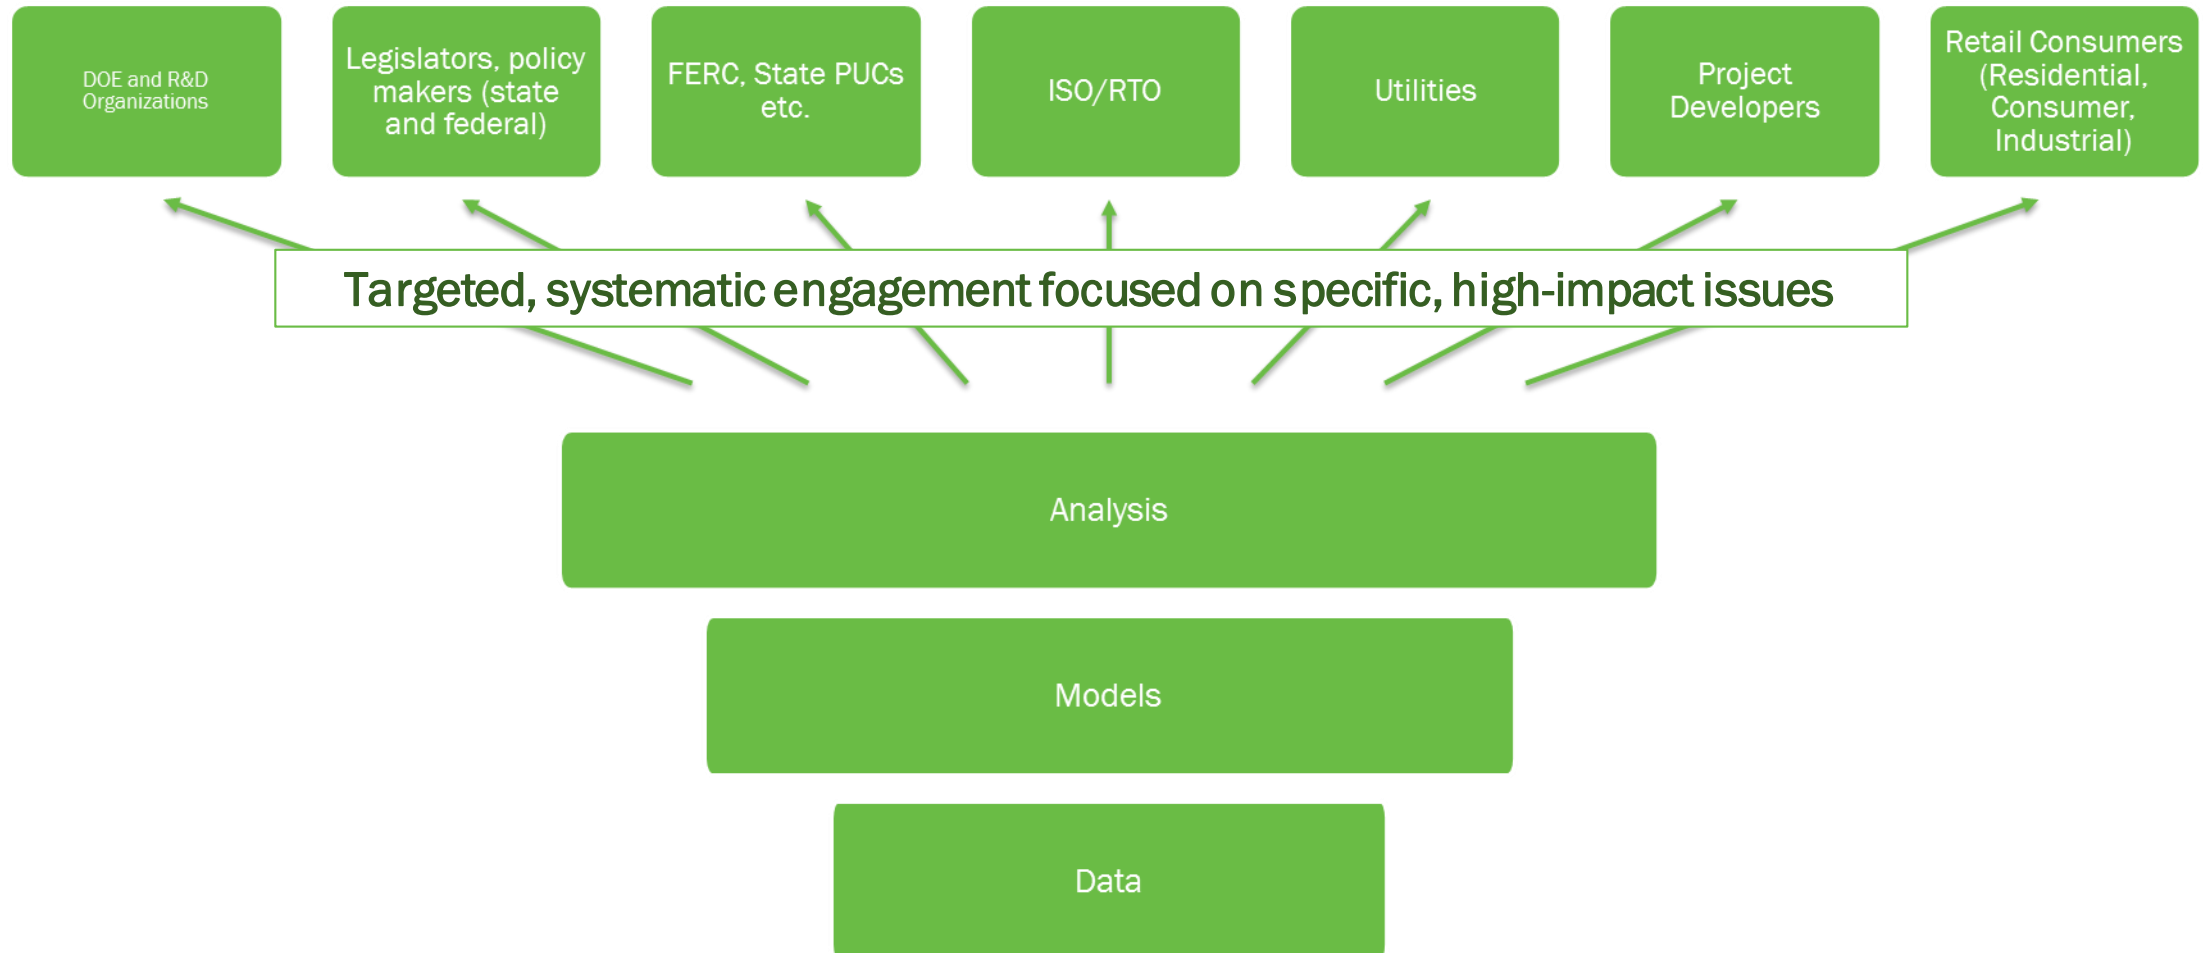 DOE and R&D
Organizations
Legislators, policy
makers (state
and federal)
FERC, State PUCs
etc.
ISO/RTO
Utilities
Project
Developers
Retail Consumers
(Residential,
Consumer,
Industrial)
Targeted, systematic engagement focused on specific, high-impact issues
Analysis
Models
Data